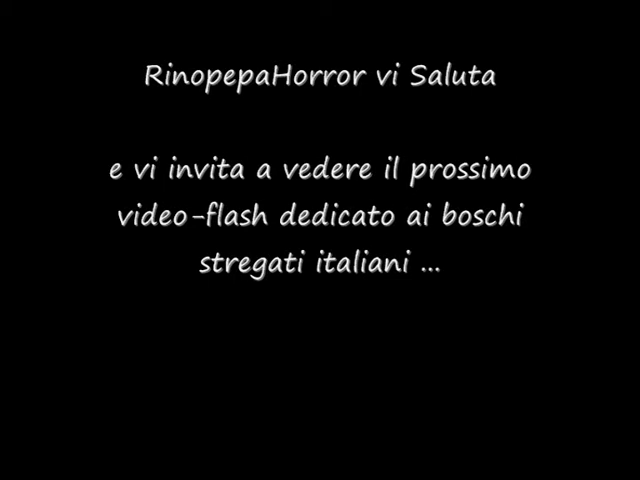 RinopepaHorror vi Saluta
e vi invita a vedere il prossimo
video-flash dedicato ai boschi
stregati italiani ...